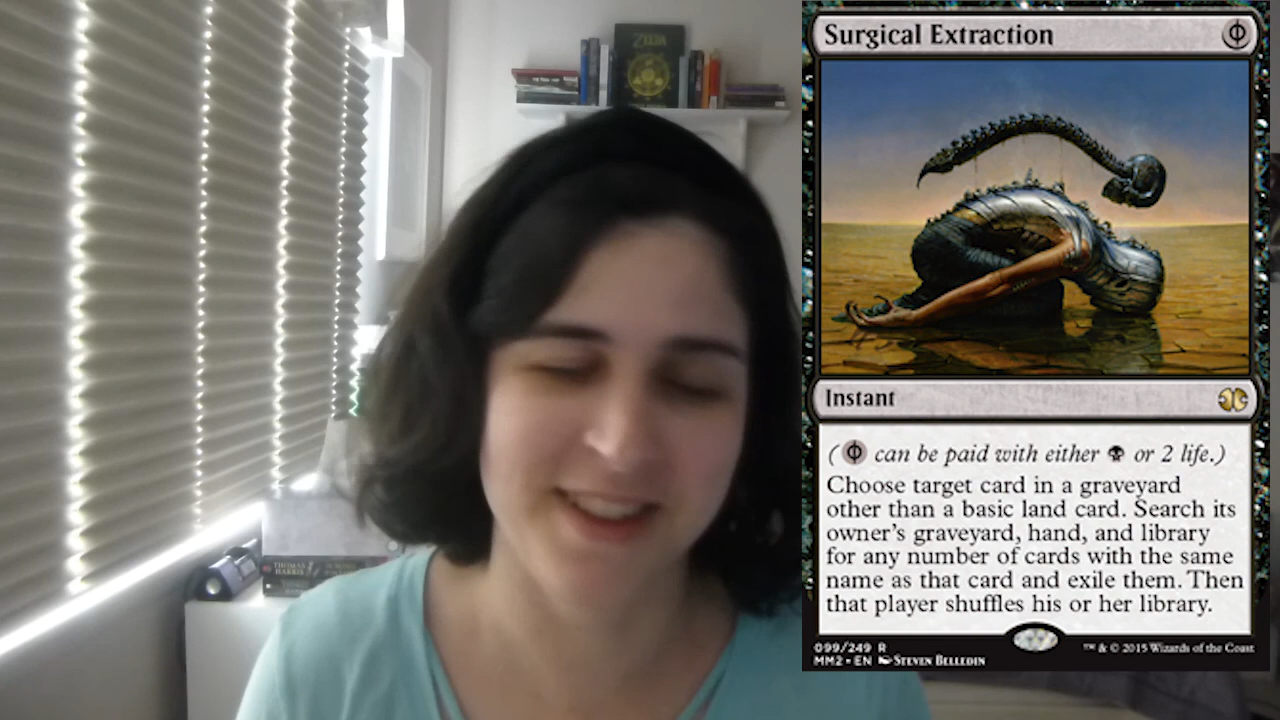 ZELDA
THOMAS
HARRIS
Surgical Extraction
Instant
( can be paid with either or 2 life.)
Choose target card in a graveyard
other than a basic land card. Search its
owner's graveyard, hand, and library
for any number of cards with the same
name as that card and exile them. Then
that player shuffles his or her library.
099/249 R
MM2 • EN STEVEN BELLEDIN
™ & © 2015 Wizards of the Coast